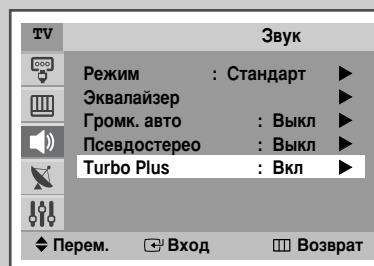 TV Звук
Режим : Стандарт ▶
Эквалайзер ▶
Громк. авто : Выкл ▶
Псевдостерео : Выкл ▶
Turbo Plus : Вкл ▶
Перем. Вход Возврат